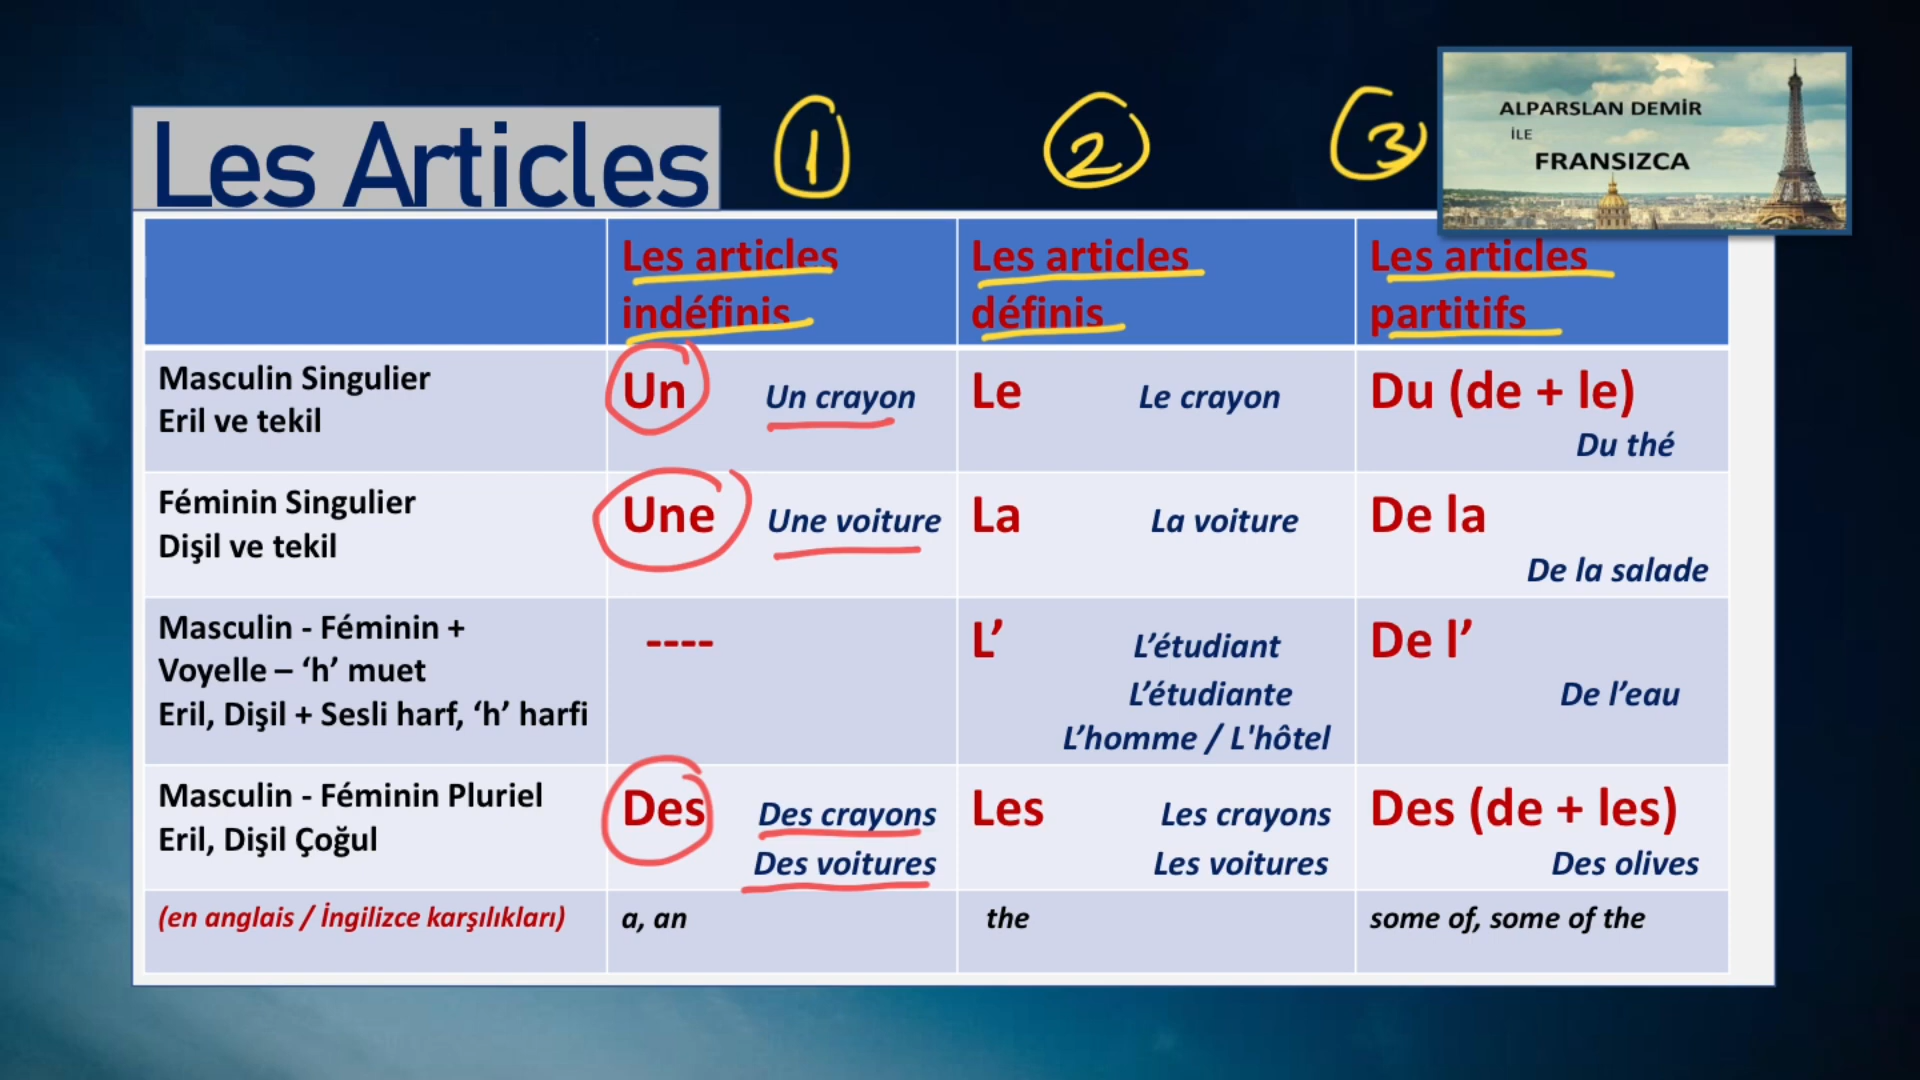 Les Articles
1
2
3
ALPARSLAN DEMİR
İLE
FRANSIZCA
Les articles indéfinis
Les articles définis
Les articles partitifs
Masculin Singulier
Eril ve tekil
Un
Un crayon
Le
Le crayon
Du (de + le)
Du thé
Féminin Singulier
Dişil ve tekil
Une
Une voiture
La
La voiture
De la
De la salade
Masculin - Féminin +
Voyelle – ‘h’ muet
Eril, Dişil + Sesli harf, ‘h’ harfi
----
L’
L’étudiant
L’étudiante
L’homme / L'hôtel
De l’
De l’eau
Masculin - Féminin Pluriel
Eril, Dişil Çoğul
Des
Des crayons
Des voitures
Les
Les crayons
Les voitures
Des (de + les)
Des olives
(en anglais / İngilizce karşılıkları)
a, an
the
some of, some of the